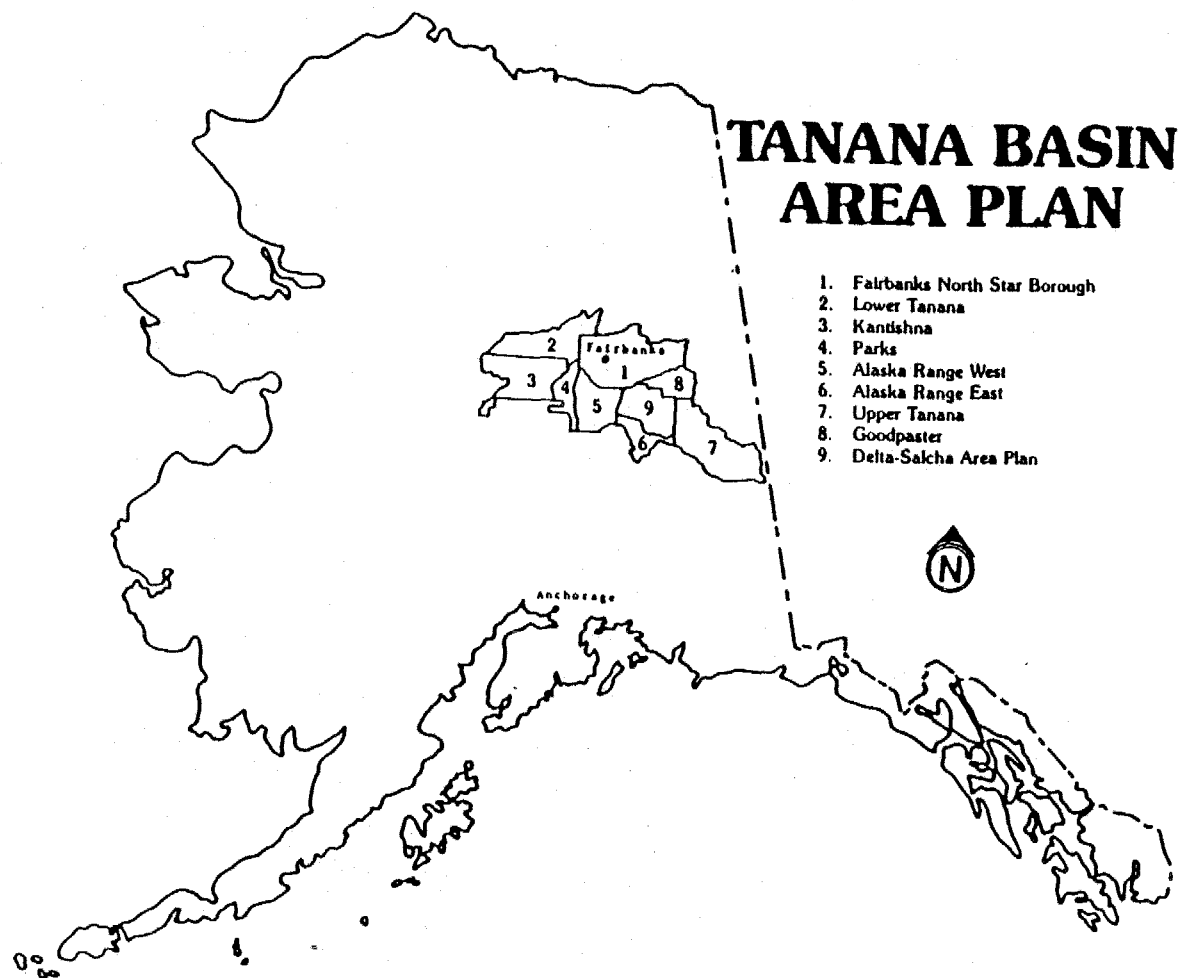 TANANA BASIN
AREA PLAN
1. Fairbanks North Star Borough
2. Lower Tanana
3. Kantishna
4. Parks
5. Alaska Range West
6. Alaska Range East
7. Upper Tanana
8. Goodpaster
9. Delta-Salcha Area Plan
2
Fairbanks
1
3
4
8
5
9
6
7
N
Anchorage